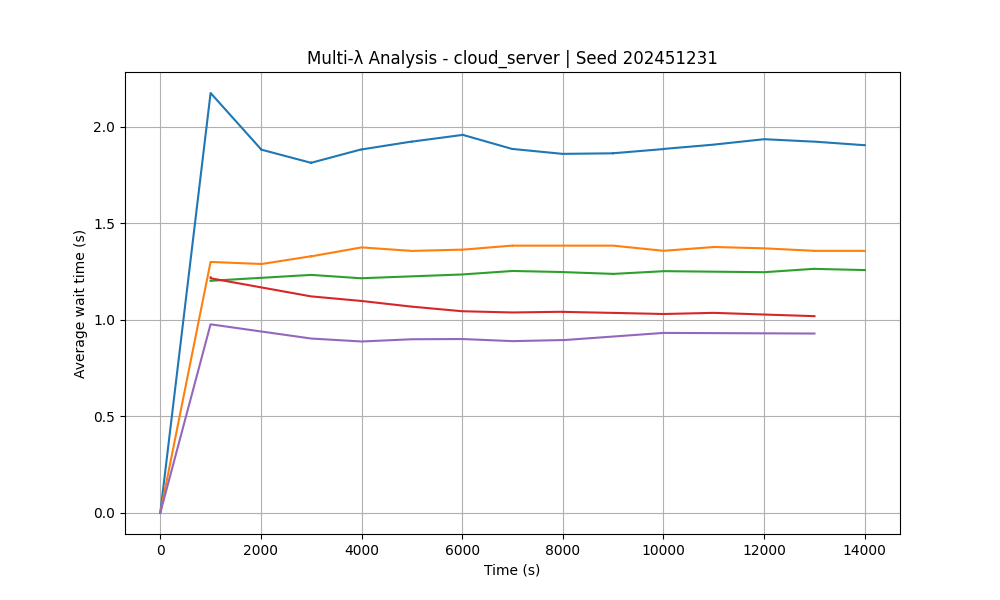 Multi-λ Analysis - cloud_server | Seed 202451231
Average wait time (s)
2.0
1.5
1.0
0.5
0.0
0 2000 4000 6000 8000 10000 12000 14000
Time (s)